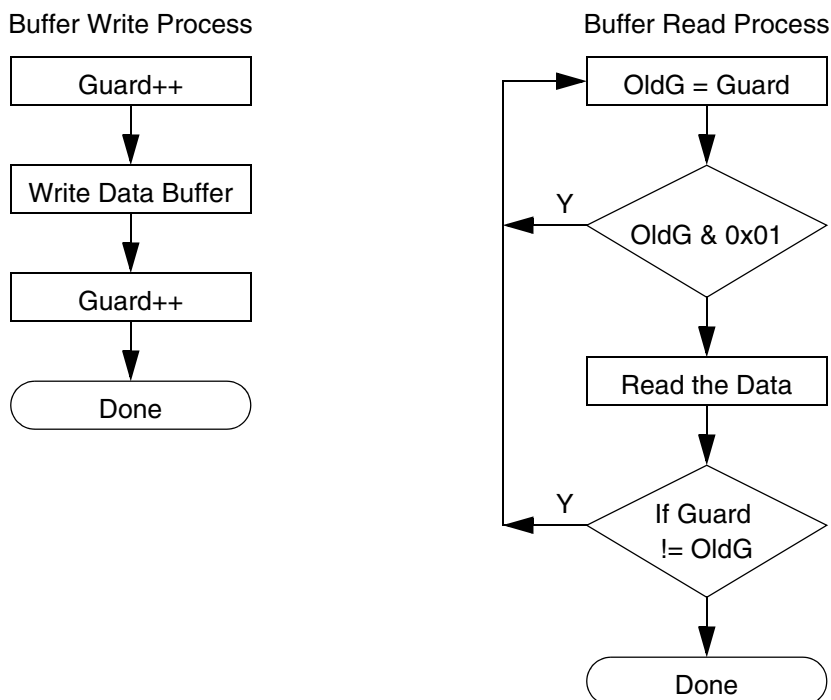 Buffer Write Process
Guard++
Write Data Buffer
Guard++
Done
Buffer Read Process
OldG = Guard
Y
OldG & 0x01
Read the Data
Y
If Guard
!= OldG
Done